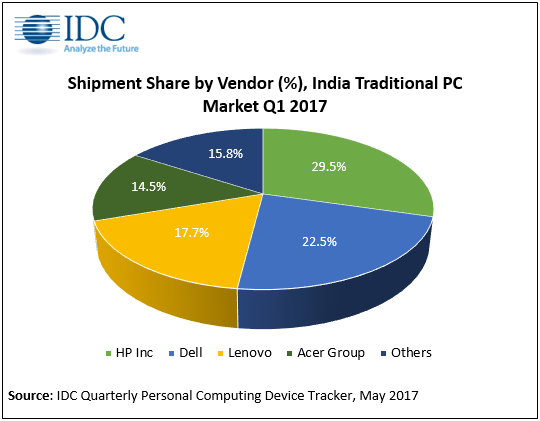 IDC
Analyze the Future
Shipment Share by Vendor (%), India Traditional PC
Market Q1 2017
15.8%
29.5%
14.5%
17.7%
22.5%
HP Inc Dell Lenovo Acer Group Others
Source: IDC Quarterly Personal Computing Device Tracker, May 2017